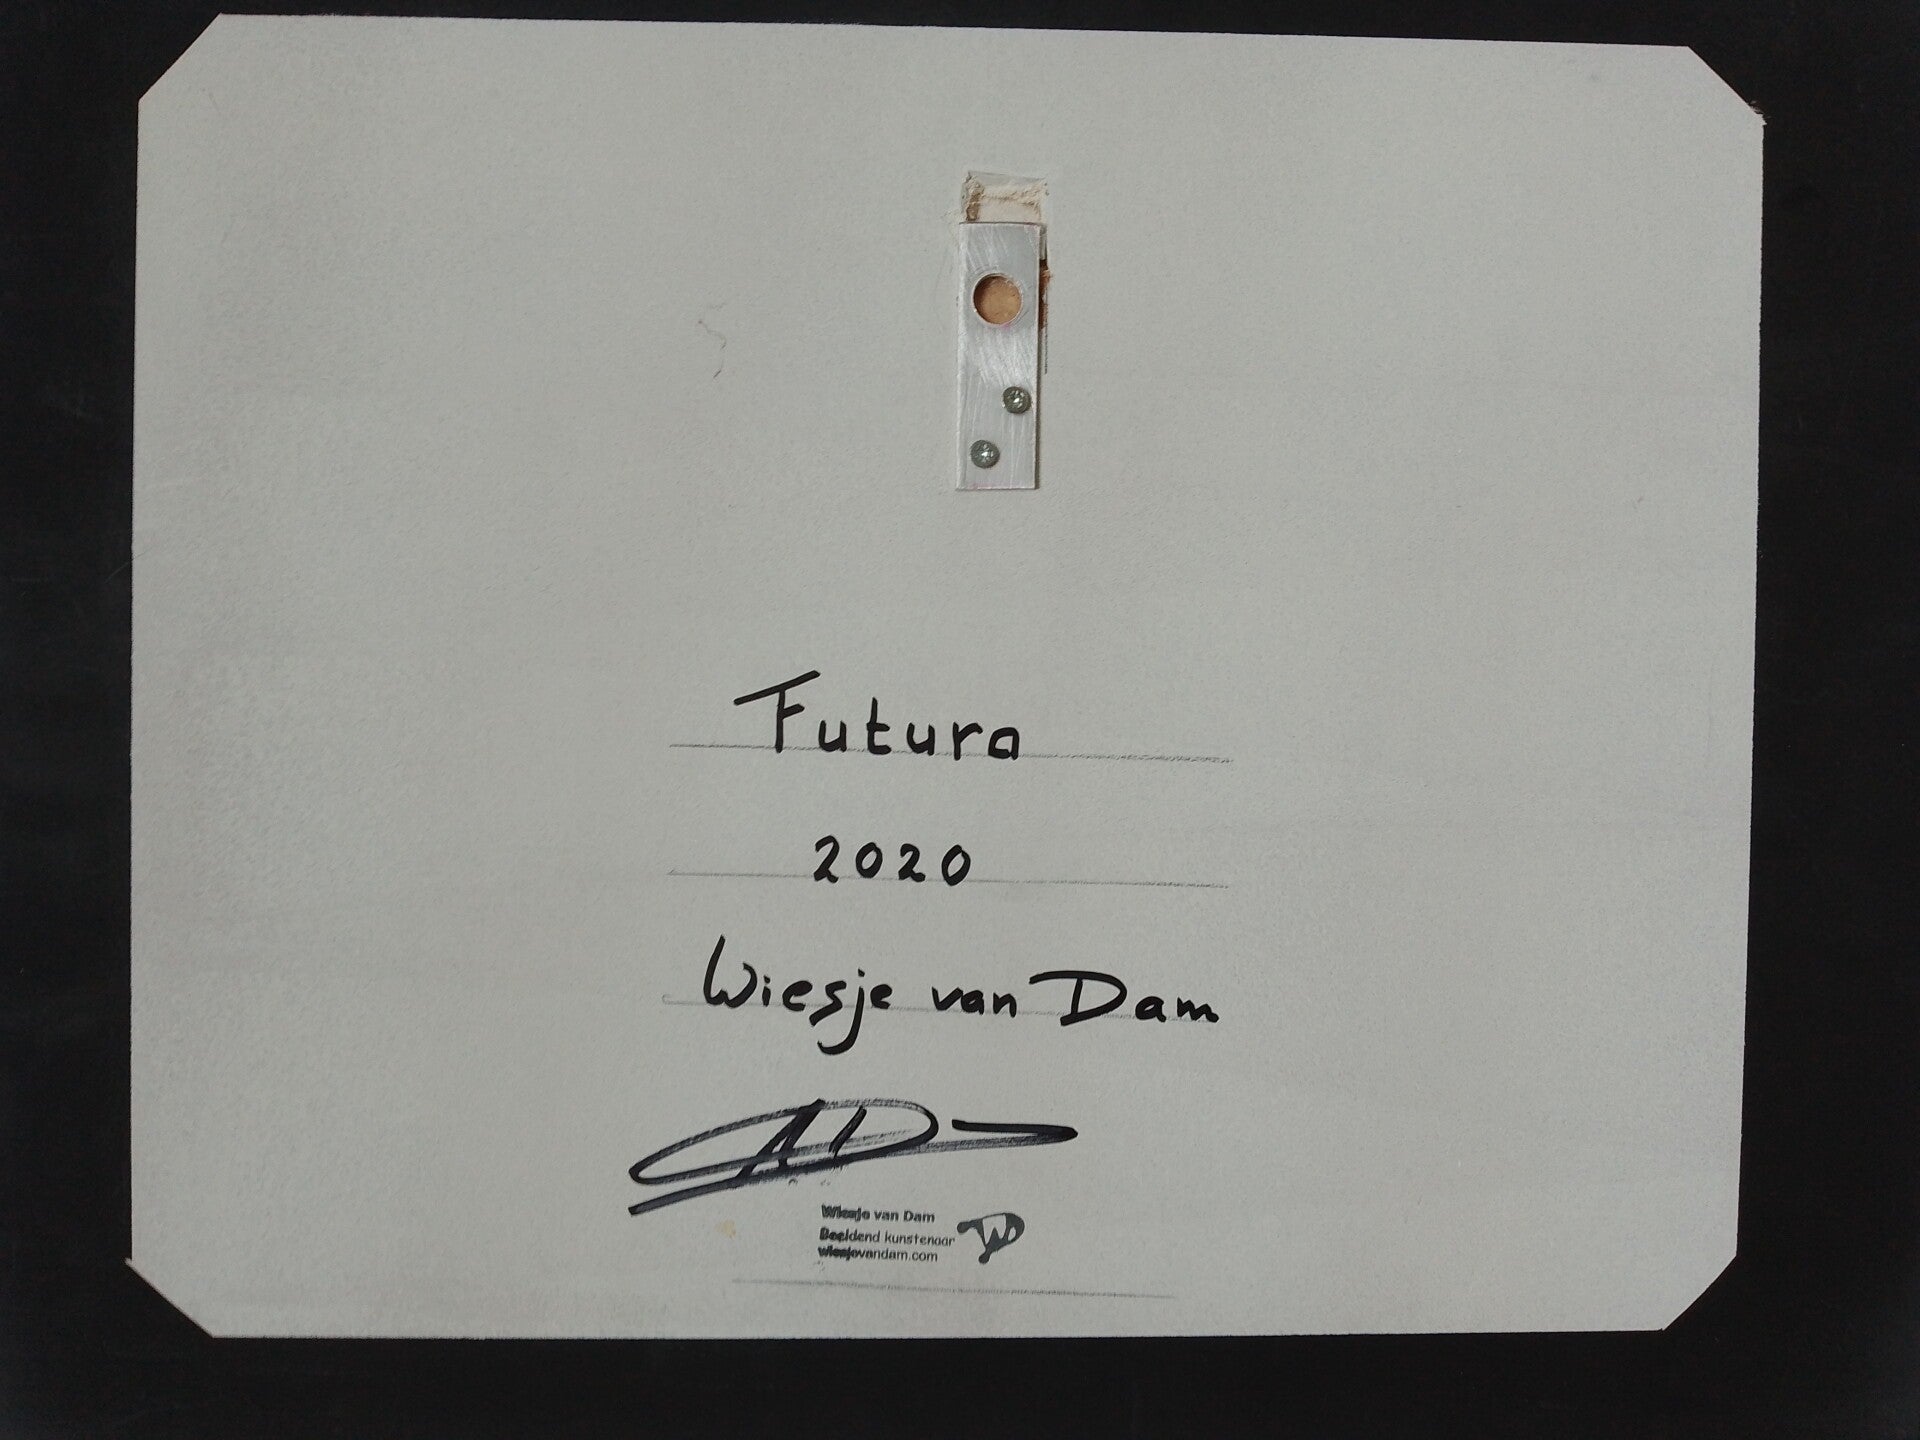 Futura
2020
Wiesje van Dam
Wiesje van Dam
Beeldend kunstenaar
wiesjevandam.com